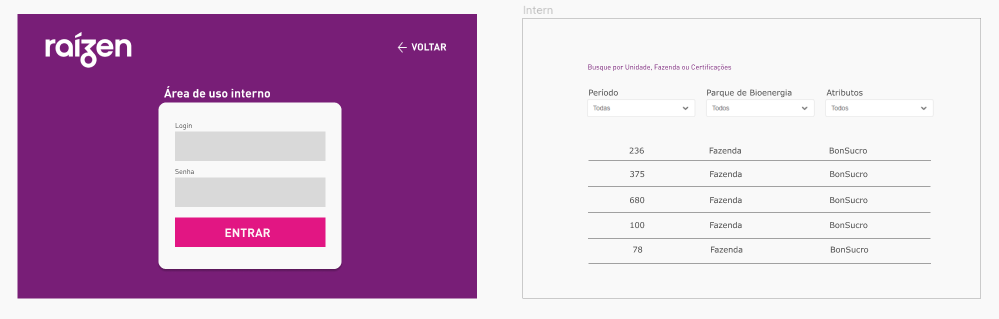 raízen
← VOLTAR
Área de uso interno
Login
Senha
ENTRAR
Intern
Busque por Unidade, Fazenda ou Certificações
Período Parque de Bioenergia Atributos
Todas Todos Todos
236 Fazenda BonSucro
375 Fazenda BonSucro
680 Fazenda BonSucro
100 Fazenda BonSucro
78 Fazenda BonSucro